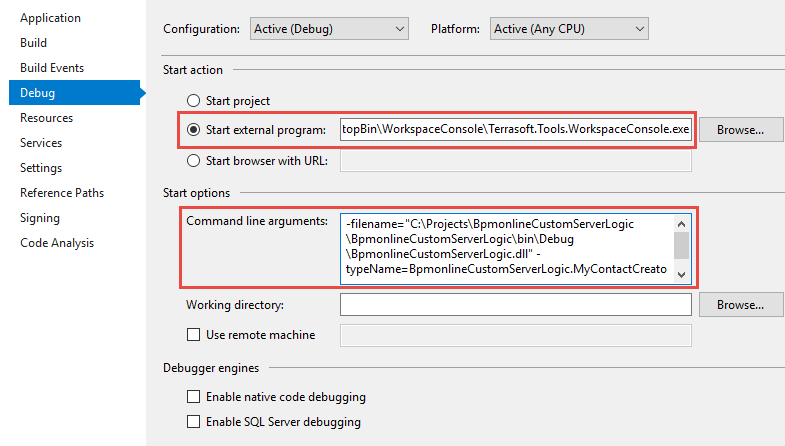 Application
Build
Build Events
Debug
Resources
Services
Settings
Reference Paths
Signing
Code Analysis
Configuration: Active (Debug) Platform: Active (Any CPU)
Start action
Start project
Start external program: topBin\WorkspaceConsole\Terrasoft.Tools.WorkspaceConsole.exe Browse...
Start browser with URL:
Start options
Command line arguments: -filename="C:\Projects\BpmonlineCustomServerLogic
\BpmonlineCustomServerLogic\bin\Debug
\BpmonlineCustomServerLogic.dll" -
typeName=BpmonlineCustomServerLogic.MyContactCreato
Working directory: Browse...
Use remote machine
Debugger engines
Enable native code debugging
Enable SQL Server debugging